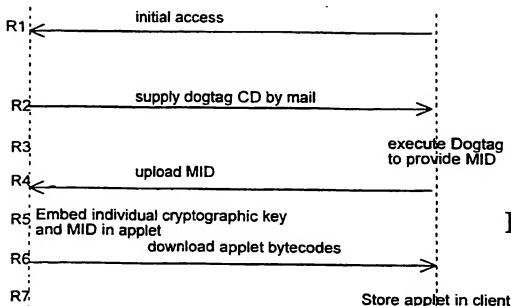 R1
initial access
R2
supply dogtag CD by mail
R3
execute Dogtag
to provide MID
R4
upload MID
R5 Embed individual cryptographic key
and MID in applet
R6
download applet bytecodes
R7
Store applet in client